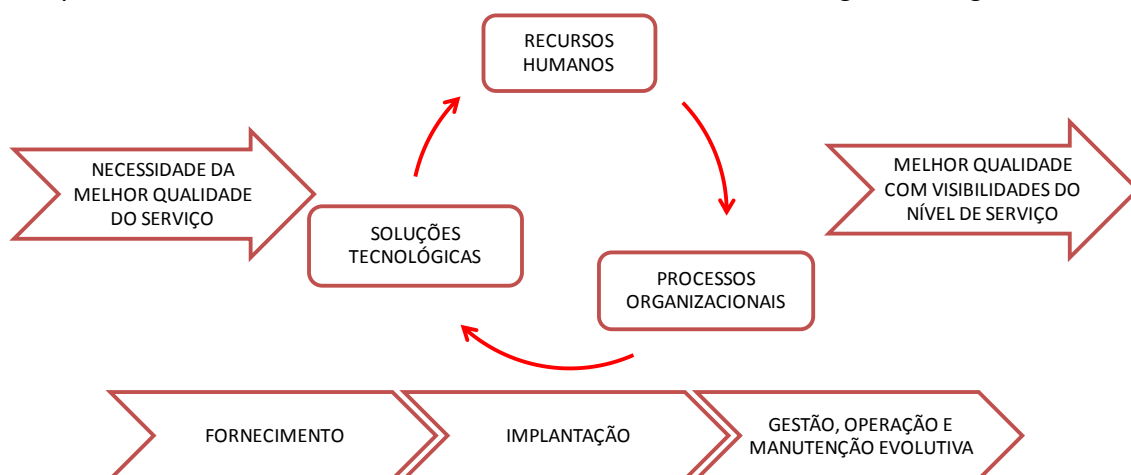 RECURSOS
HUMANOS
NECESSIDADE DA
MELHOR QUALIDADE
DO SERVIÇO
MELHOR QUALIDADE
COM VISIBILIDADES DO
NÍVEL DE SERVIÇO
SOLUÇÕES
TECNOLÓGICAS
PROCESSOS
ORGANIZACIONAIS
FORNECIMENTO
IMPLANTAÇÃO
GESTÃO, OPERAÇÃO E
MANUTENÇÃO EVOLUTIVA